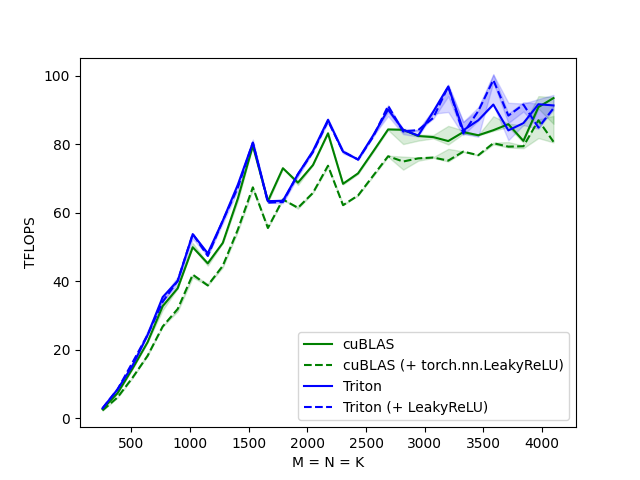 100
80
60
40
20
0
TFLOPS
500 1000 1500 2000 2500 3000 3500 4000
M = N = K
cuBLAS
cuBLAS (+ torch.nn.LeakyReLU)
Triton
Triton (+ LeakyReLU)